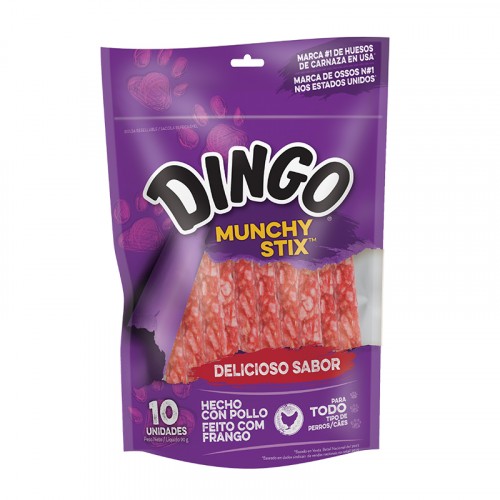 MARCA #1 DE HUESOS
DE CARNAZA EN USA*
MARCA DE OSSOS N#1
NOS ESTADOS UNIDOS*
DINGO®
MUNCHY
STIX™
DELICIOSO SABOR
10
UNIDADES
HECHO
CON POLLO
FEITO COM
FRANGO
PARA
TODO
TIPO DE
PERROS/CÃES